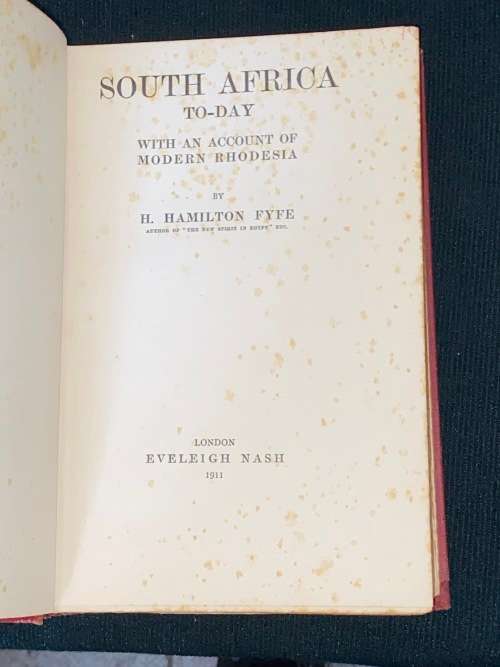 SOUTH AFRICA
TO-DAY
WITH AN ACCOUNT OF
MODERN RHODESIA
BY
H. HAMILTON FYFE
AUTHOR OF "THE NEW SPIRIT IN EGYPT" ETC.
LONDON
EVELEIGH NASH
1911